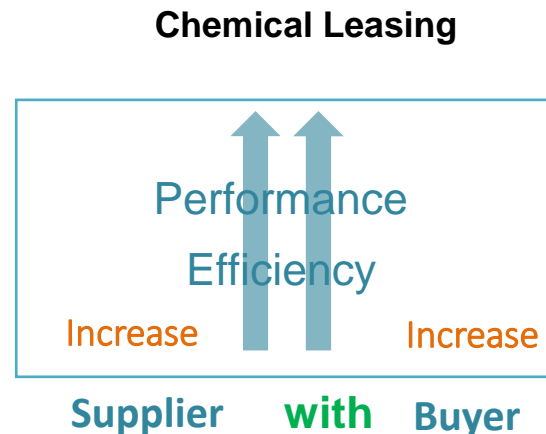 Chemical Leasing
Performance
Efficiency
Increase Increase
Supplier with Buyer